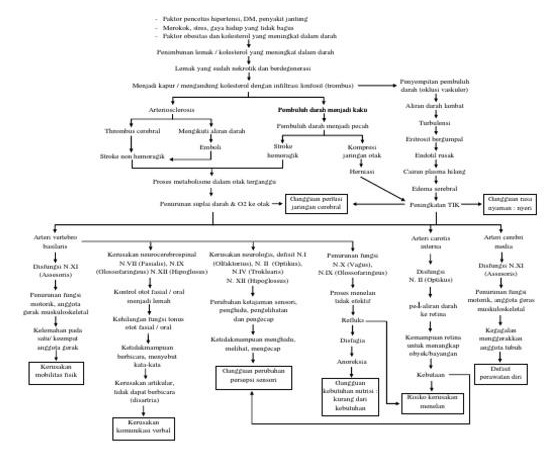 - Faktor pencetus hipertensi, DM, penyakit jantung
- Merokok, stres, gaya hidup yang tidak bagus
- Faktor obesitas dan kolesterol yang meningkat dalam darah
Penimbunan lemak / kolesterol yang meningkat dalam darah
Lemak yang sudah nekrotik dan berdegenerasi
Menjadi kapur / mengandung kolesterol dengan infiltrasi limfosit (trombus)
Penyempitan pembuluh
darah (oklusi vaskuler)
Aliran darah lambat
Turbulensi
Eritrosit bergumpal
Endotil rusak
Cairan plasma hilang
Edema serebral
Arteriosclerosis
Pembuluh darah menjadi kaku
Thrombus cerebral
Mengikuti aliran darah
Emboli
Stroke non hemoragik
Pembuluh darah menjadi pecah
Stroke
hemoragik
Kompresi
jaringan otak
Herniasi
Proses metabolisme dalam otak terganggu
Penurunan suplai darah & O2 ke otak
Gangguan perfusi
jaringan cerebral
Peningkatan TIK
Gangguan rasa
nyaman : nyeri
Arteri vertebro
basilaris
Disfungsi N.XI
(Assesoris)
Penurunan fungsi
motorik, anggota
gerak muskuloskeletal
Kelemahan pada
satu/ keempat
anggota gerak
Kerusakan
mobilitas fisik
Kerusakan neurocerebrospinal
N.VII (Fasialis), N.IX
(Glossofaringeus) N.XII (Hipoglosus)
Kontrol otot fasial / oral
menjadi lemah
Kehilangan fungsi tonus
otot fasial / oral
Ketidakmampuan
berbicara, menyebut
kata-kata
Kerusakan artikular,
tidak dapat berbicara
(disartria)
Kerusakan
komunikasi verbal
Kerusakan neurologis, defisit N.I
(Olfaktorius), N. II (Optikus),
N.IV (Troklearis)
N. XII (Hipoglossus)
Perubahan ketajaman sensori,
penghidu, penglihatan
dan pengecap
Ketidakmampuan menghidu,
melihat, mengecap
Gangguan perubahan
persepsi sensori
Penurunan fungsi
N.X (Vagus),
N.IX (Glossofaringeus)
Proses menelan
tidak efektif
Refluks
Disfagia
Anoreksia
Gangguan
kebutuhan nutrisi :
kurang dari
kebutuhan
Arteri carotis
interna
Disfungsi
N. II (Optikus)
aliran darah
ke retina
Kemampuan retina
untuk menangkap
obyek/bayangan
Kebutaan
Resiko kerusakan
menelan
Arteri cerebri
media
Disfungsi N.XI
(Assesoris)
Penurunan fungsi
motorik, anggota gerak
muskuloskeletal
Kegagalan
menggerakkan
anggota tubuh
Defisit
perawatan diri